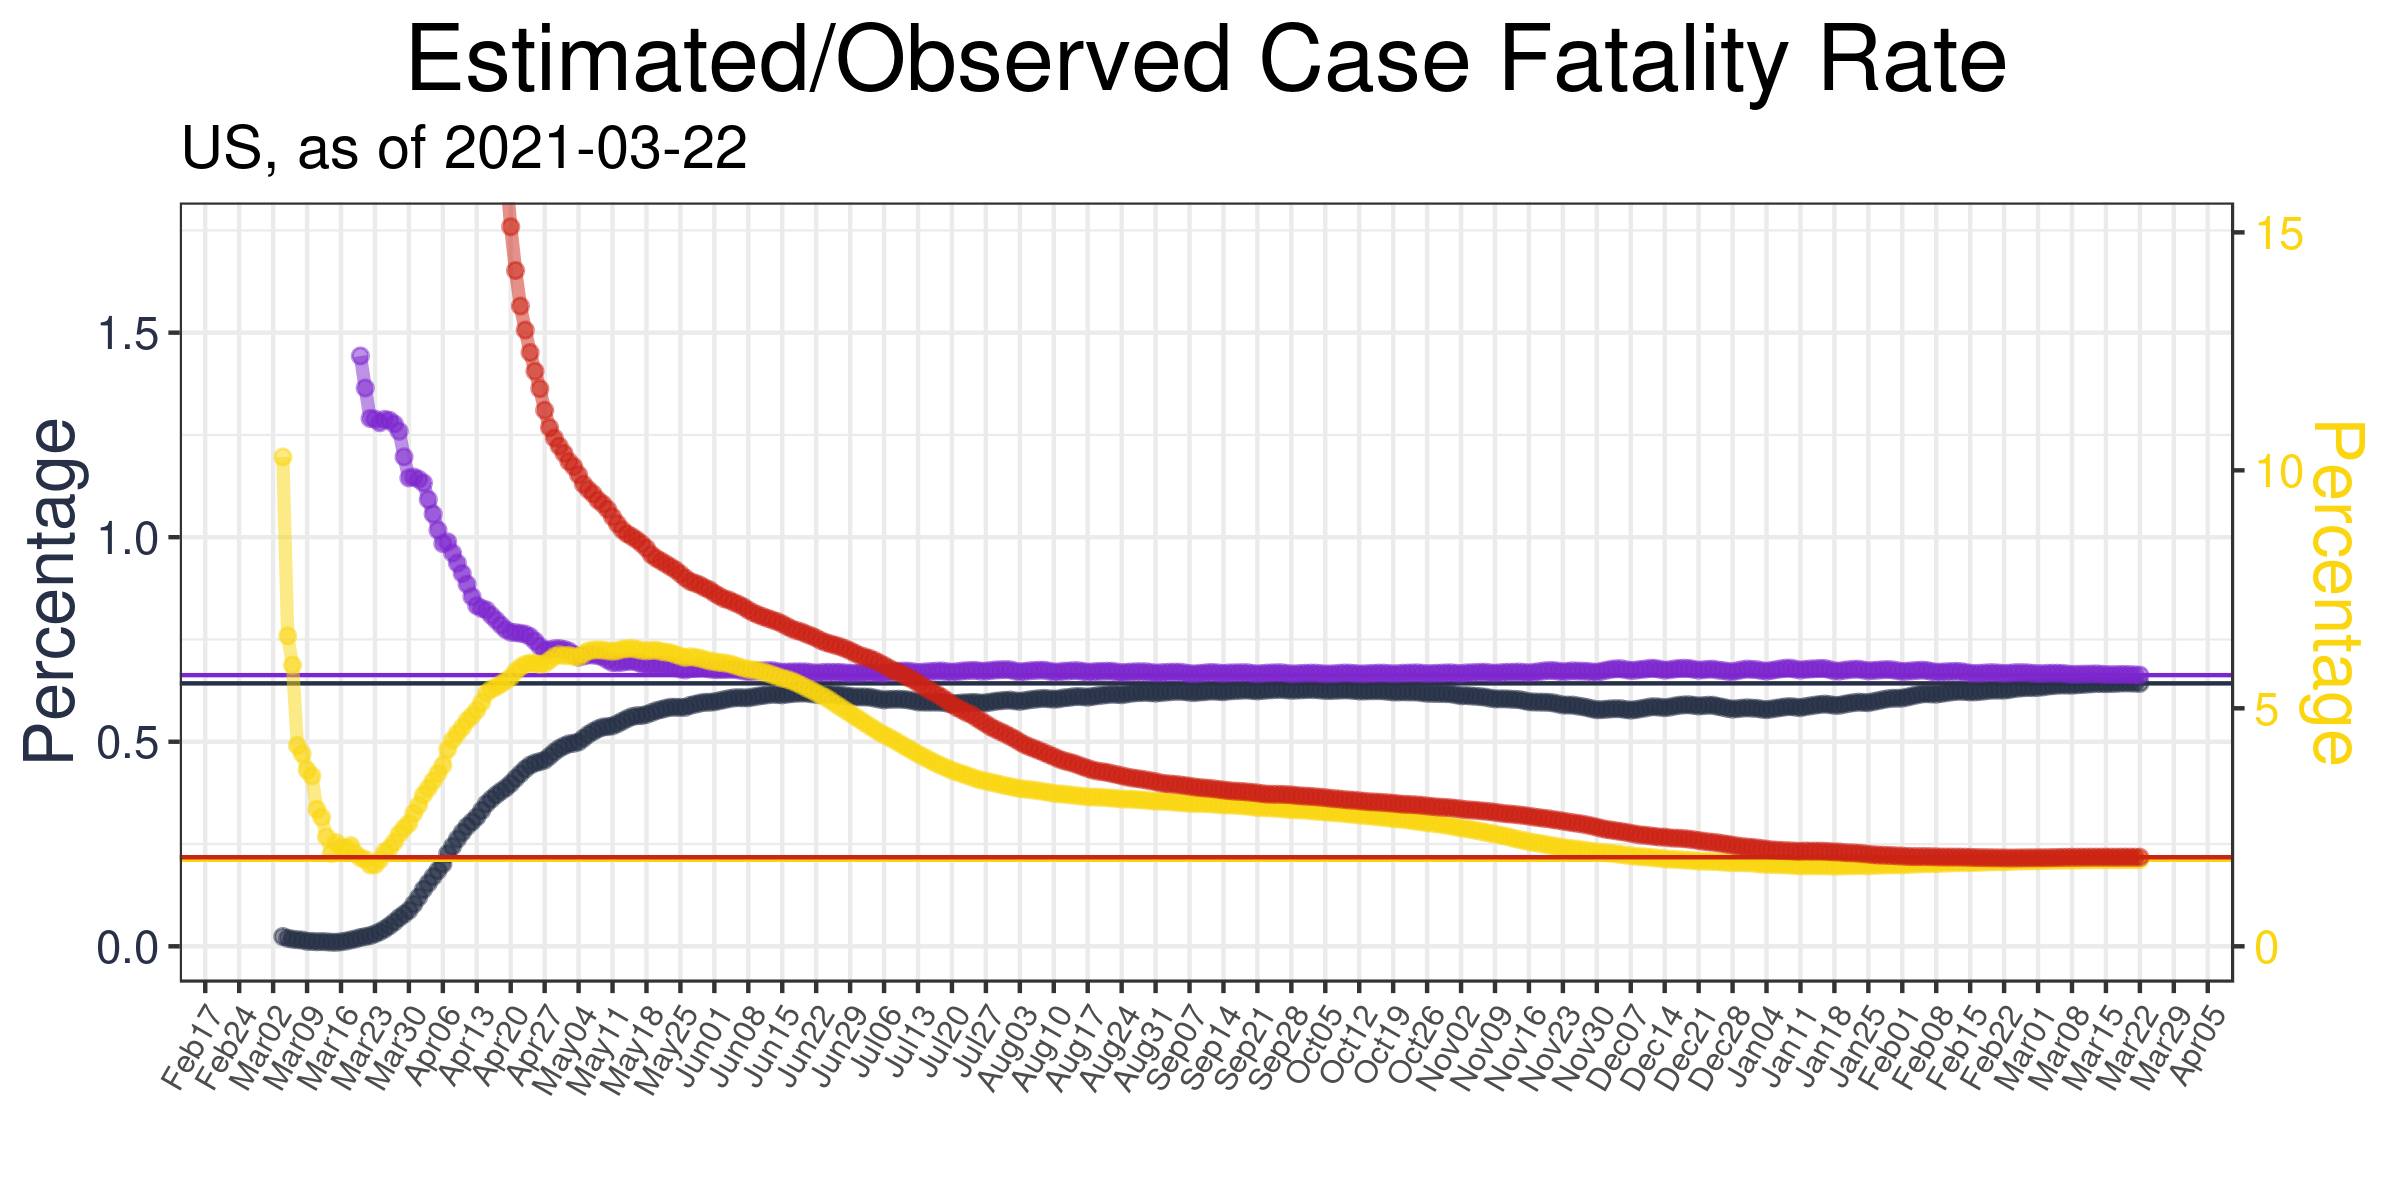 Estimated/Observed Case Fatality Rate
US, as of 2021-03-22
Percentage
1.5
1.0
0.5
0.0
15
10
5
0
Percentage
Feb17
Feb24
Mar02
Mar09
Mar16
Mar23
Mar30
Apr06
Apr13
Apr20
Apr27
May04
May11
May18
May25
Jun01
Jun08
Jun15
Jun22
Jun29
Jul06
Jul13
Jul20
Jul27
Aug03
Aug10
Aug17
Aug24
Aug31
Sep07
Sep14
Sep21
Sep28
Oct05
Oct12
Oct19
Oct26
Nov02
Nov09
Nov16
Nov23
Nov30
Dec07
Dec14
Dec21
Dec28
Dec04
Jan11
Jan18
Jan25
Jan25
Feb01
Feb08
Feb15
Feb22
Mar01
Mar08
Mar15
Mar22
Mar29
Apr05